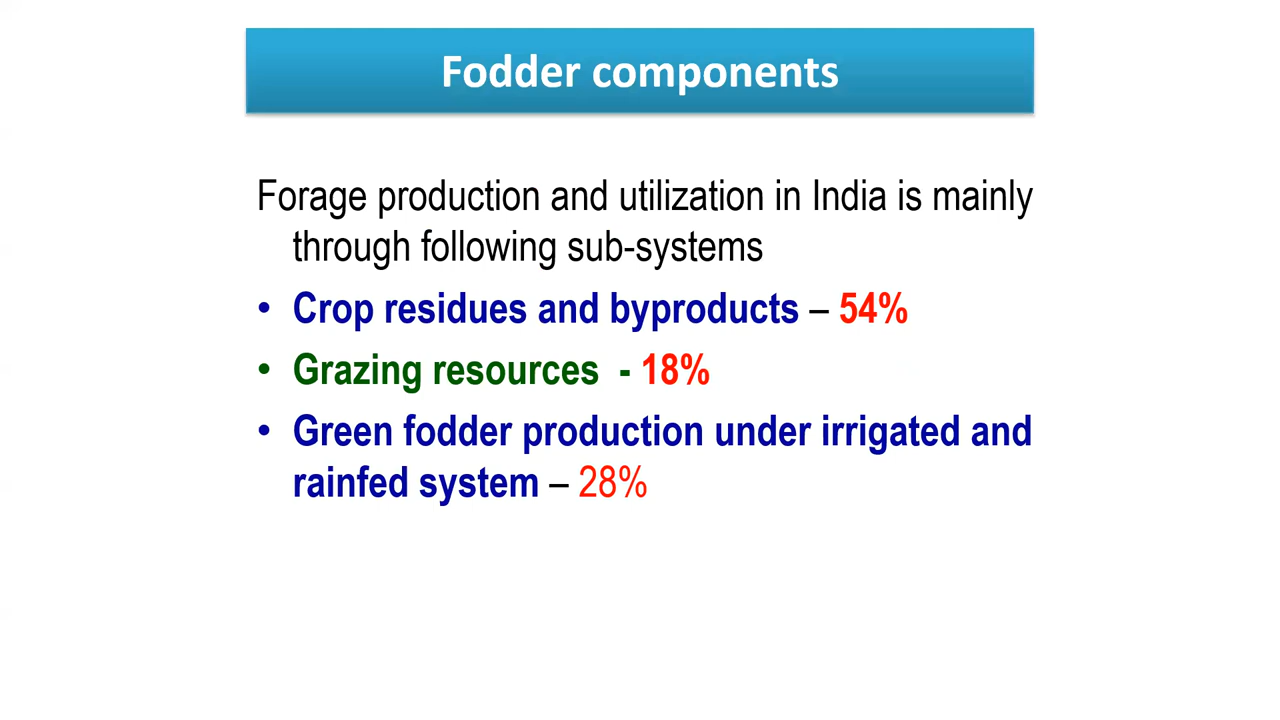 Fodder components
Forage production and utilization in India is mainly
through following sub-systems
• Crop residues and byproducts – 54%
• Grazing resources  - 18%
• Green fodder production under irrigated and
rainfed system – 28%